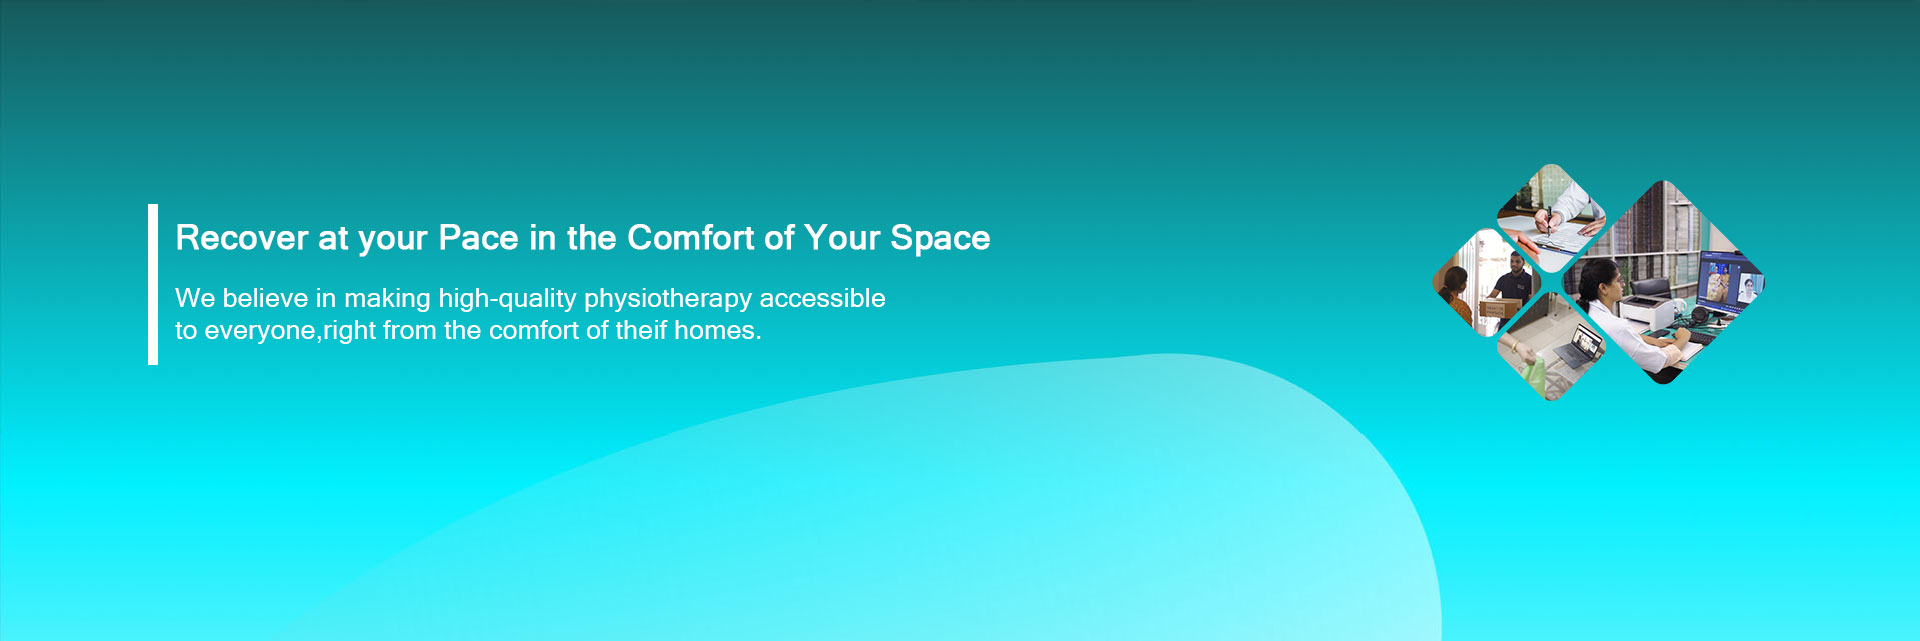 Recover at your Pace in the Comfort of Your Space
We believe in making high-quality physiotherapy accessible
to everyone,right from the comfort of theif homes.